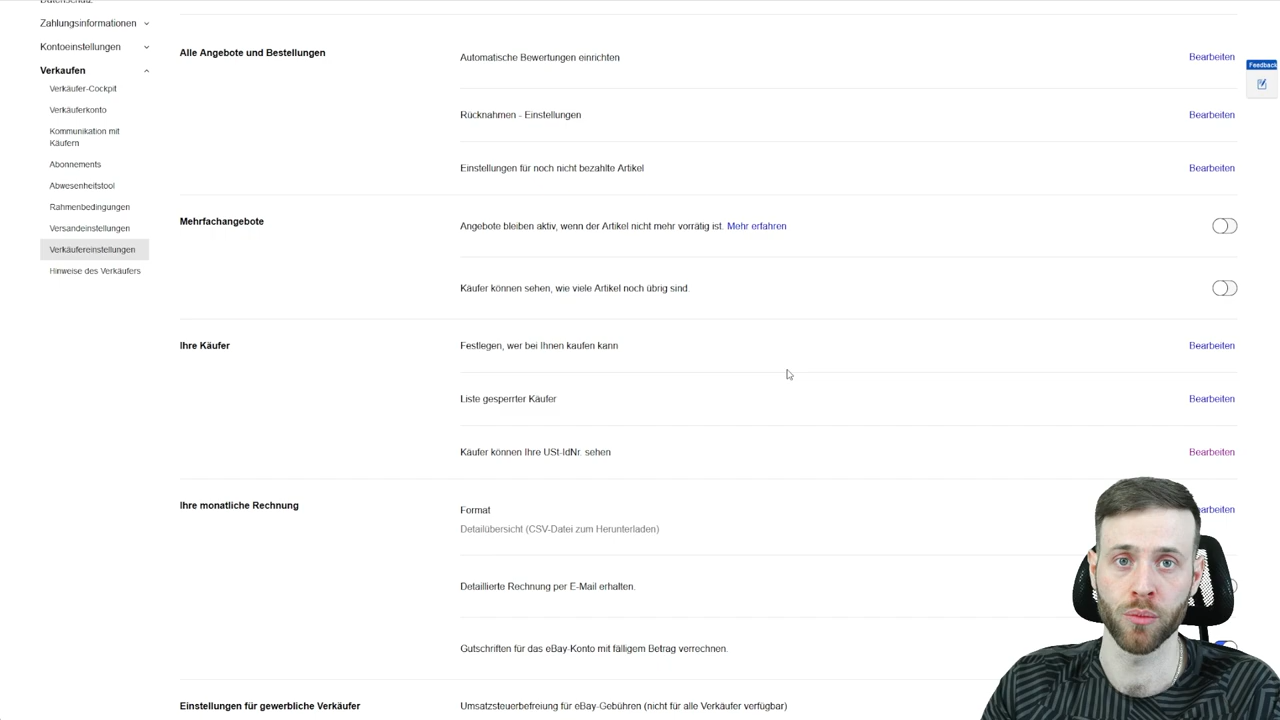 Datenschutz
Zahlungsinformationen
Kontoeinstellungen
Verkaufen
Verkäufer-Cockpit
Verkäuferkonto
Kommunikation mit
Käufern
Abonnements
Abwesenheitstool
Rahmenbedingungen
Versandeinstellungen
Verkäufereinstellungen
Hinweise des Verkäufers
Alle Angebote und Bestellungen
Automatische Bewertungen einrichten Bearbeiten
Rücknahmen - Einstellungen Bearbeiten
Einstellungen für noch nicht bezahlte Artikel Bearbeiten
Mehrfachangebote
Angebote bleiben aktiv, wenn der Artikel nicht mehr vorrätig ist. Mehr erfahren
Käufer können sehen, wie viele Artikel noch übrig sind.
Ihre Käufer
Festlegen, wer bei Ihnen kaufen kann Bearbeiten
Liste gesperrter Käufer Bearbeiten
Käufer können Ihre USt-IdNr. sehen Bearbeiten
Ihre monatliche Rechnung
Format earbeiten
Detailübersicht (CSV-Datei zum Herunterladen)
Detaillierte Rechnung per E-Mail erhalten.
Gutschriften für das eBay-Konto mit fälligem Betrag verrechnen.
Einstellungen für gewerbliche Verkäufer
Umsatzsteuerbefreiung für eBay-Gebühren (nicht für alle Verkäufer verfügbar)
Feedback